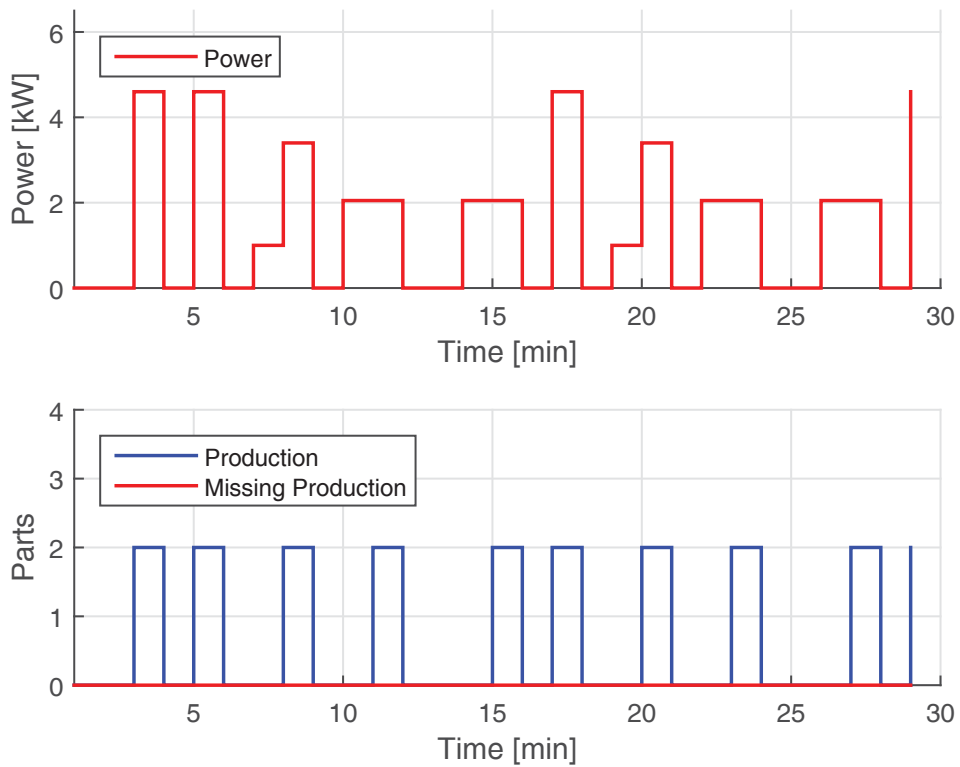 6
4
2
0
Power [kW]
Power
5 10 15 20 25 30
Time [min]
4
3
2
1
0
Parts
Production
Missing Production
5 10 15 20 25 30
Time [min]